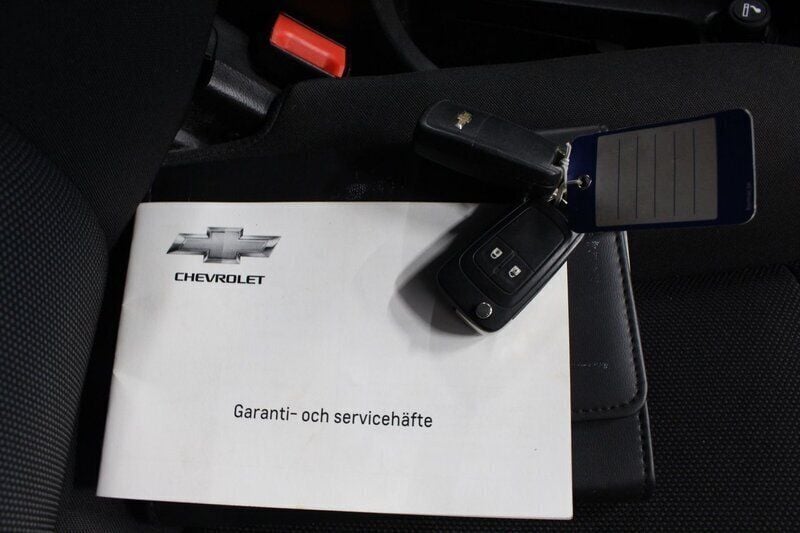 CHEVROLET
Garanti- och servicehäfte